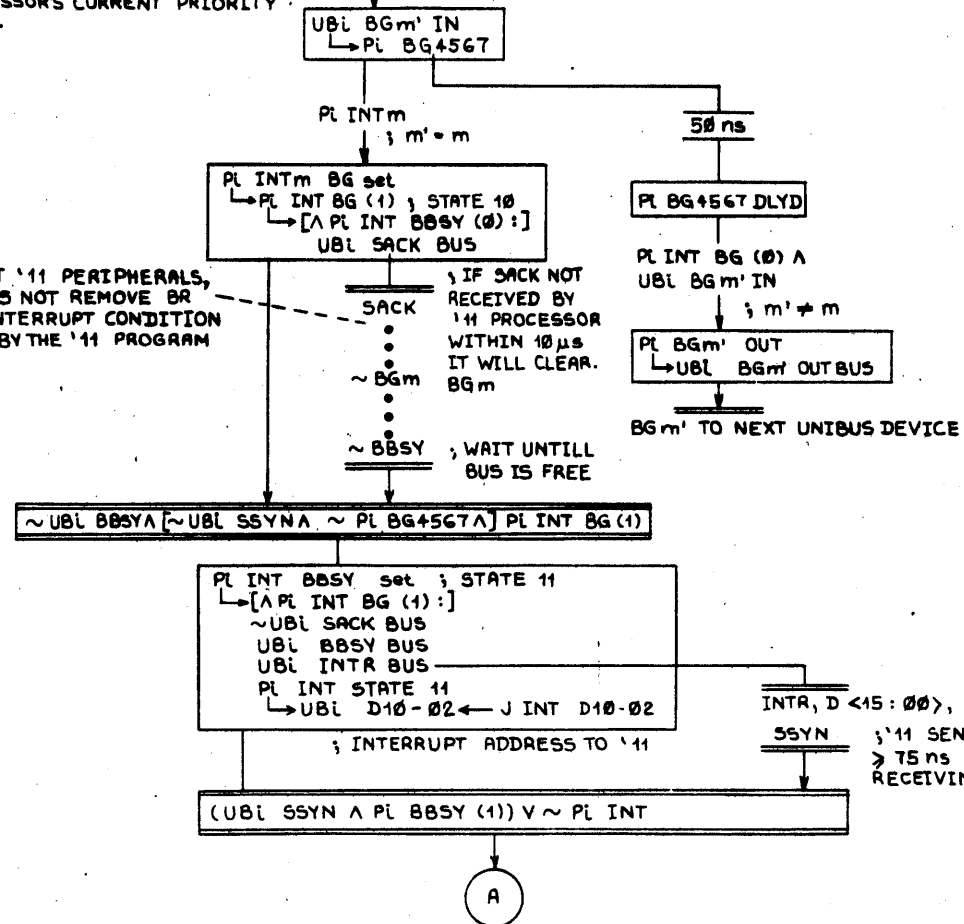 SSORS CURRENT PRIORITY .
UBi BGm' IN
Pi BG4567
Pi INTm
; m' = m
50 ns
Pi INTm BG set
Pi INT BG (1) ; STATE 10
[∧ Pi INT BBSY (0) :]
UBi SACK BUS
Pi BG4567 DLYD
Pi INT BG (0) ∧
UBi BGm' IN
; m' ≠ m
Pi BGm' OUT
UBi BGm' OUT BUS
BGm' TO NEXT UNIBUS DEVICE
T '11 PERIPHERALS,
S NOT REMOVE BR
NTERRUPT CONDITION
BY THE '11 PROGRAM
SACK
; IF SACK NOT
RECEIVED BY
'11 PROCESSOR
WITHIN 10 µs
IT WILL CLEAR.
BGm
~ BGm
~ BBSY
; WAIT UNTILL
BUS IS FREE
~ UBi BBSY ∧ [~ UBi SSYN ∧ ~ Pi BG4567 ∧] Pi INT BG (1)
Pi INT BBSY set ; STATE 11
[∧ Pi INT BG (1) :]
~UBi SACK BUS
UBi BBSY BUS
UBi INTR BUS
Pi INT STATE 11
UBi D10-02 ← J INT D10-02
; INTERRUPT ADDRESS TO '11
INTR, D <15:00>,
SSYN
; '11 SEN
⩾ 75 ns
RECEIVIN
(UBi SSYN ∧ Pi BBSY (1)) V ~ Pi INT
A